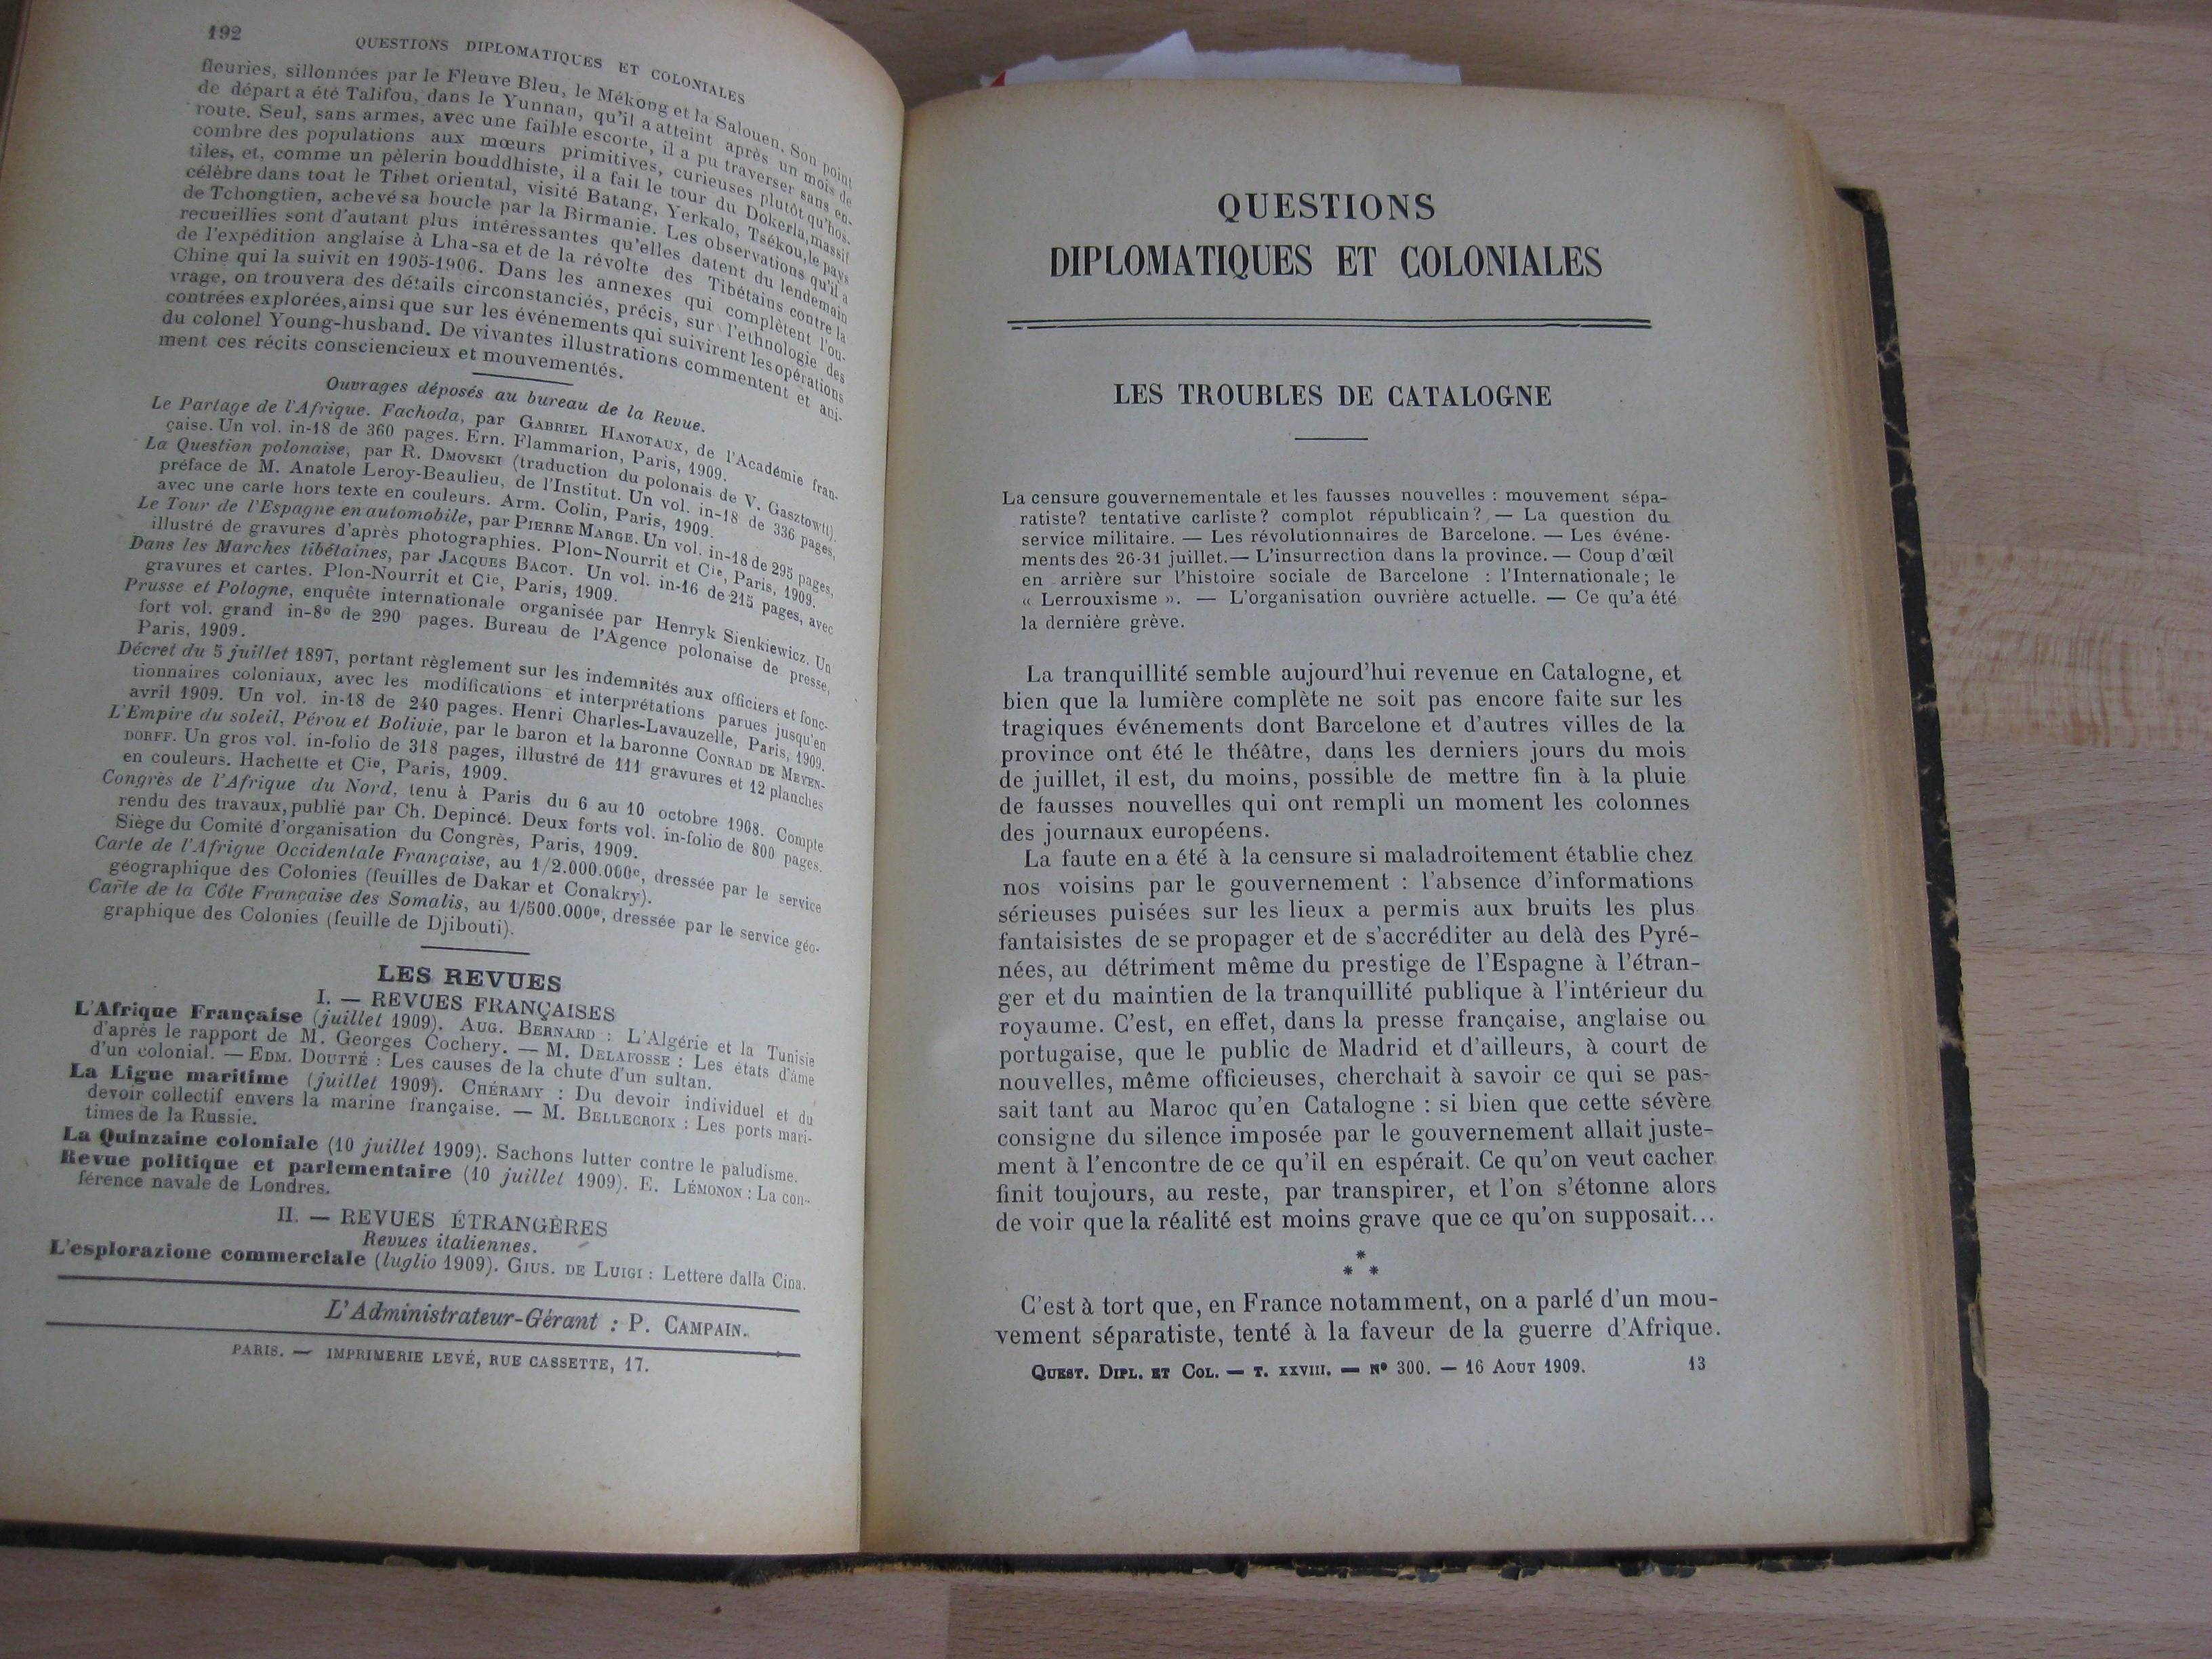 192
QUESTIONS DIPLOMATIQUES ET COLONIALES
fleuries, sillonnées par le Fleuve Bleu, le Mékong et la Salouen. Son point
de départ a été Talifou, dans le Yunnan, qu'il a atteint après un mois de
route. Seul, sans armes, avec une faible escorte, il a pu traverser sans en-
combre des populations aux mœurs primitives, curieuses plutôt qu'hos-
tiles, et, comme un pèlerin bouddhiste, il a fait le tour du Dokerla, massif
célèbre dans tout le Tibet oriental, visité Batang, Yerkalo, Tsékou, le pays
de Tchongtien, achevé sa boucle par la Birmanie. Les observations qu'il a
recueillies sont d'autant plus intéressantes qu'elles datent du lendemain
de l'expédition anglaise à Lha-sa et de la révolte des Tibétains contre la
Chine qui la suivit en 1905-1906. Dans les annexes qui complètent l'ou-
vrage, on trouvera des détails circonstanciés, précis, sur l'ethnologie des
contrées explorées, ainsi que sur les événements qui suivirent les opérations
du colonel Young-husband. De vivantes illustrations commentent et ani-
ment ces récits consciencieux et mouvementés.
Ouvrages déposés au bureau de la Revue.
Le Partage de l'Afrique. Fachoda, par GABRIEL HANOTAUX, de l'Académie fran-
çaise. Un vol. in-18 de 360 pages. Ern. Flammarion, Paris, 1909.
La Question polonaise, par R. DMOVSKI (traduction du polonais de V. Gasztowtt),
préface de M. Anatole Leroy-Beaulieu, de l'Institut. Un vol. in-18 de 336 pages,
avec une carte hors texte en couleurs. Arm. Colin, Paris, 1909.
Le Tour de l'Espagne en automobile, par PIERRE MARGE. Un vol. in-18 de 295 pages,
illustré de gravures d'après photographies. Plon-Nourrit et Cie, Paris, 1909.
Dans les Marches tibétaines, par JACQUES BACOT. Un vol. in-16 de 215 pages, avec
gravures et cartes. Plon-Nourrit et Cie, Paris, 1909.
Prusse et Pologne, enquête internationale organisée par Henryk Sienkiewicz. Un
fort vol. grand in-8º de 290 pages. Bureau de l'Agence polonaise de presse,
Paris, 1909.
Décret du 5 juillet 1897, portant règlement sur les indemnités aux officiers et fonc-
tionnaires coloniaux, avec les modifications et interprétations parues jusqu'en
avril 1909. Un vol. in-18 de 240 pages. Henri Charles-Lavauzelle, Paris, 1909.
L'Empire du soleil, Pérou et Bolivie, par le baron et la baronne CONRAD DE MEYEN-
DORFF. Un gros vol. in-folio de 318 pages, illustré de 111 gravures et 12 planches
en couleurs. Hachette et Cie, Paris, 1909.
Congrès de l'Afrique du Nord, tenu à Paris du 6 au 10 octobre 1908. Compte
rendu des travaux, publié par Ch. Depincé. Deux forts vol. in-folio de 800 pages.
Siège du Comité d'organisation du Congrès, Paris, 1909.
Carte de l'Afrique Occidentale Française, au 1/2.000.000e, dressée par le service
géographique des Colonies (feuilles de Dakar et Conakry).
Carte de la Côte Française des Somalis, au 1/500.000e, dressée par le service géo-
graphique des Colonies (feuille de Djibouti).
LES REVUES
I. — REVUES FRANÇAISES
L'Afrique Française (juillet 1909). AUG. BERNARD : L'Algérie et la Tunisie
d'après le rapport de M. Georges Cochery. — M. DELAFOSSE : Les états d'âme
d'un colonial. — EDM. DOUTTÉ : Les causes de la chute d'un sultan.
La Ligue maritime (juillet 1909). CHÉRAMY : Du devoir individuel et du
devoir collectif envers la marine française. — M. BELLECROIX : Les ports mari-
times de la Russie.
La Quinzaine coloniale (10 juillet 1909). Sachons lutter contre le paludisme.
Revue politique et parlementaire (10 juillet 1909). E. LÉMONON : La con-
férence navale de Londres.
II. — REVUES ÉTRANGÈRES
Revues italiennes.
L'esplorazione commerciale (luglio 1909). GIUS. DE LUIGI : Lettere dalla Cina.
L'Administrateur-Gérant : P. CAMPAIN.
PARIS. — IMPRIMERIE LEVÉ, RUE CASSETTE, 17.
QUESTIONS
DIPLOMATIQUES ET COLONIALES
LES TROUBLES DE CATALOGNE
La censure gouvernementale et les fausses nouvelles : mouvement sépa-
ratiste? tentative carliste? complot républicain? — La question du
service militaire. — Les révolutionnaires de Barcelone. — Les événe-
ments des 26-31 juillet. — L'insurrection dans la province. — Coup d'œil
en arrière sur l'histoire sociale de Barcelone : l'Internationale; le
« Lerrouxisme ». — L'organisation ouvrière actuelle. — Ce qu'a été
la dernière grève.
La tranquillité semble aujourd'hui revenue en Catalogne, et
bien que la lumière complète ne soit pas encore faite sur les
tragiques événements dont Barcelone et d'autres villes de la
province ont été le théâtre, dans les derniers jours du mois
de juillet, il est, du moins, possible de mettre fin à la pluie
de fausses nouvelles qui ont rempli un moment les colonnes
des journaux européens.
La faute en a été à la censure si maladroitement établie chez
nos voisins par le gouvernement : l'absence d'informations
sérieuses puisées sur les lieux a permis aux bruits les plus
fantaisistes de se propager et de s'accréditer au delà des Pyré-
nées, au détriment même du prestige de l'Espagne à l'étran-
ger et du maintien de la tranquillité publique à l'intérieur du
royaume. C'est, en effet, dans la presse française, anglaise ou
portugaise, que le public de Madrid et d'ailleurs, à court de
nouvelles, même officieuses, cherchait à savoir ce qui se pas-
sait tant au Maroc qu'en Catalogne : si bien que cette sévère
consigne du silence imposée par le gouvernement allait juste-
ment à l'encontre de ce qu'il en espérait. Ce qu'on veut cacher
finit toujours, au reste, par transpirer, et l'on s'étonne alors
de voir que la réalité est moins grave que ce qu'on supposait...
*
* *
C'est à tort que, en France notamment, on a parlé d'un mou-
vement séparatiste, tenté à la faveur de la guerre d'Afrique.
QUEST. DIPL. ET COL. — T. XXVIII. — Nº 300. — 16 AOUT 1909. 13